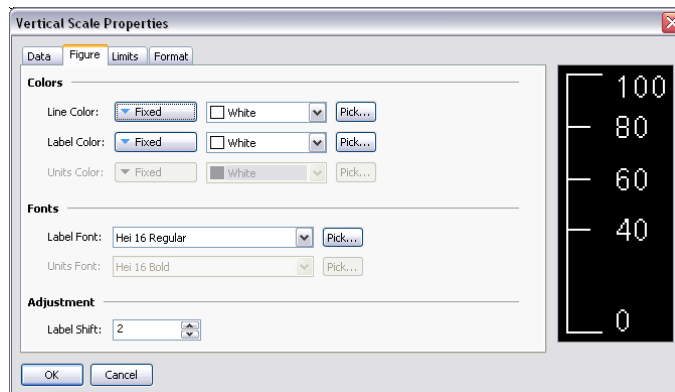 Vertical Scale Properties
Data Figure Limits Format
Colors
Line Color: Fixed White Pick...
Label Color: Fixed White Pick...
Units Color: Fixed White Pick...
Fonts
Label Font: Hei 16 Regular Pick...
Units Font: Hei 16 Bold Pick...
Adjustment
Label Shift: 2
OK Cancel
100
80
60
40
0